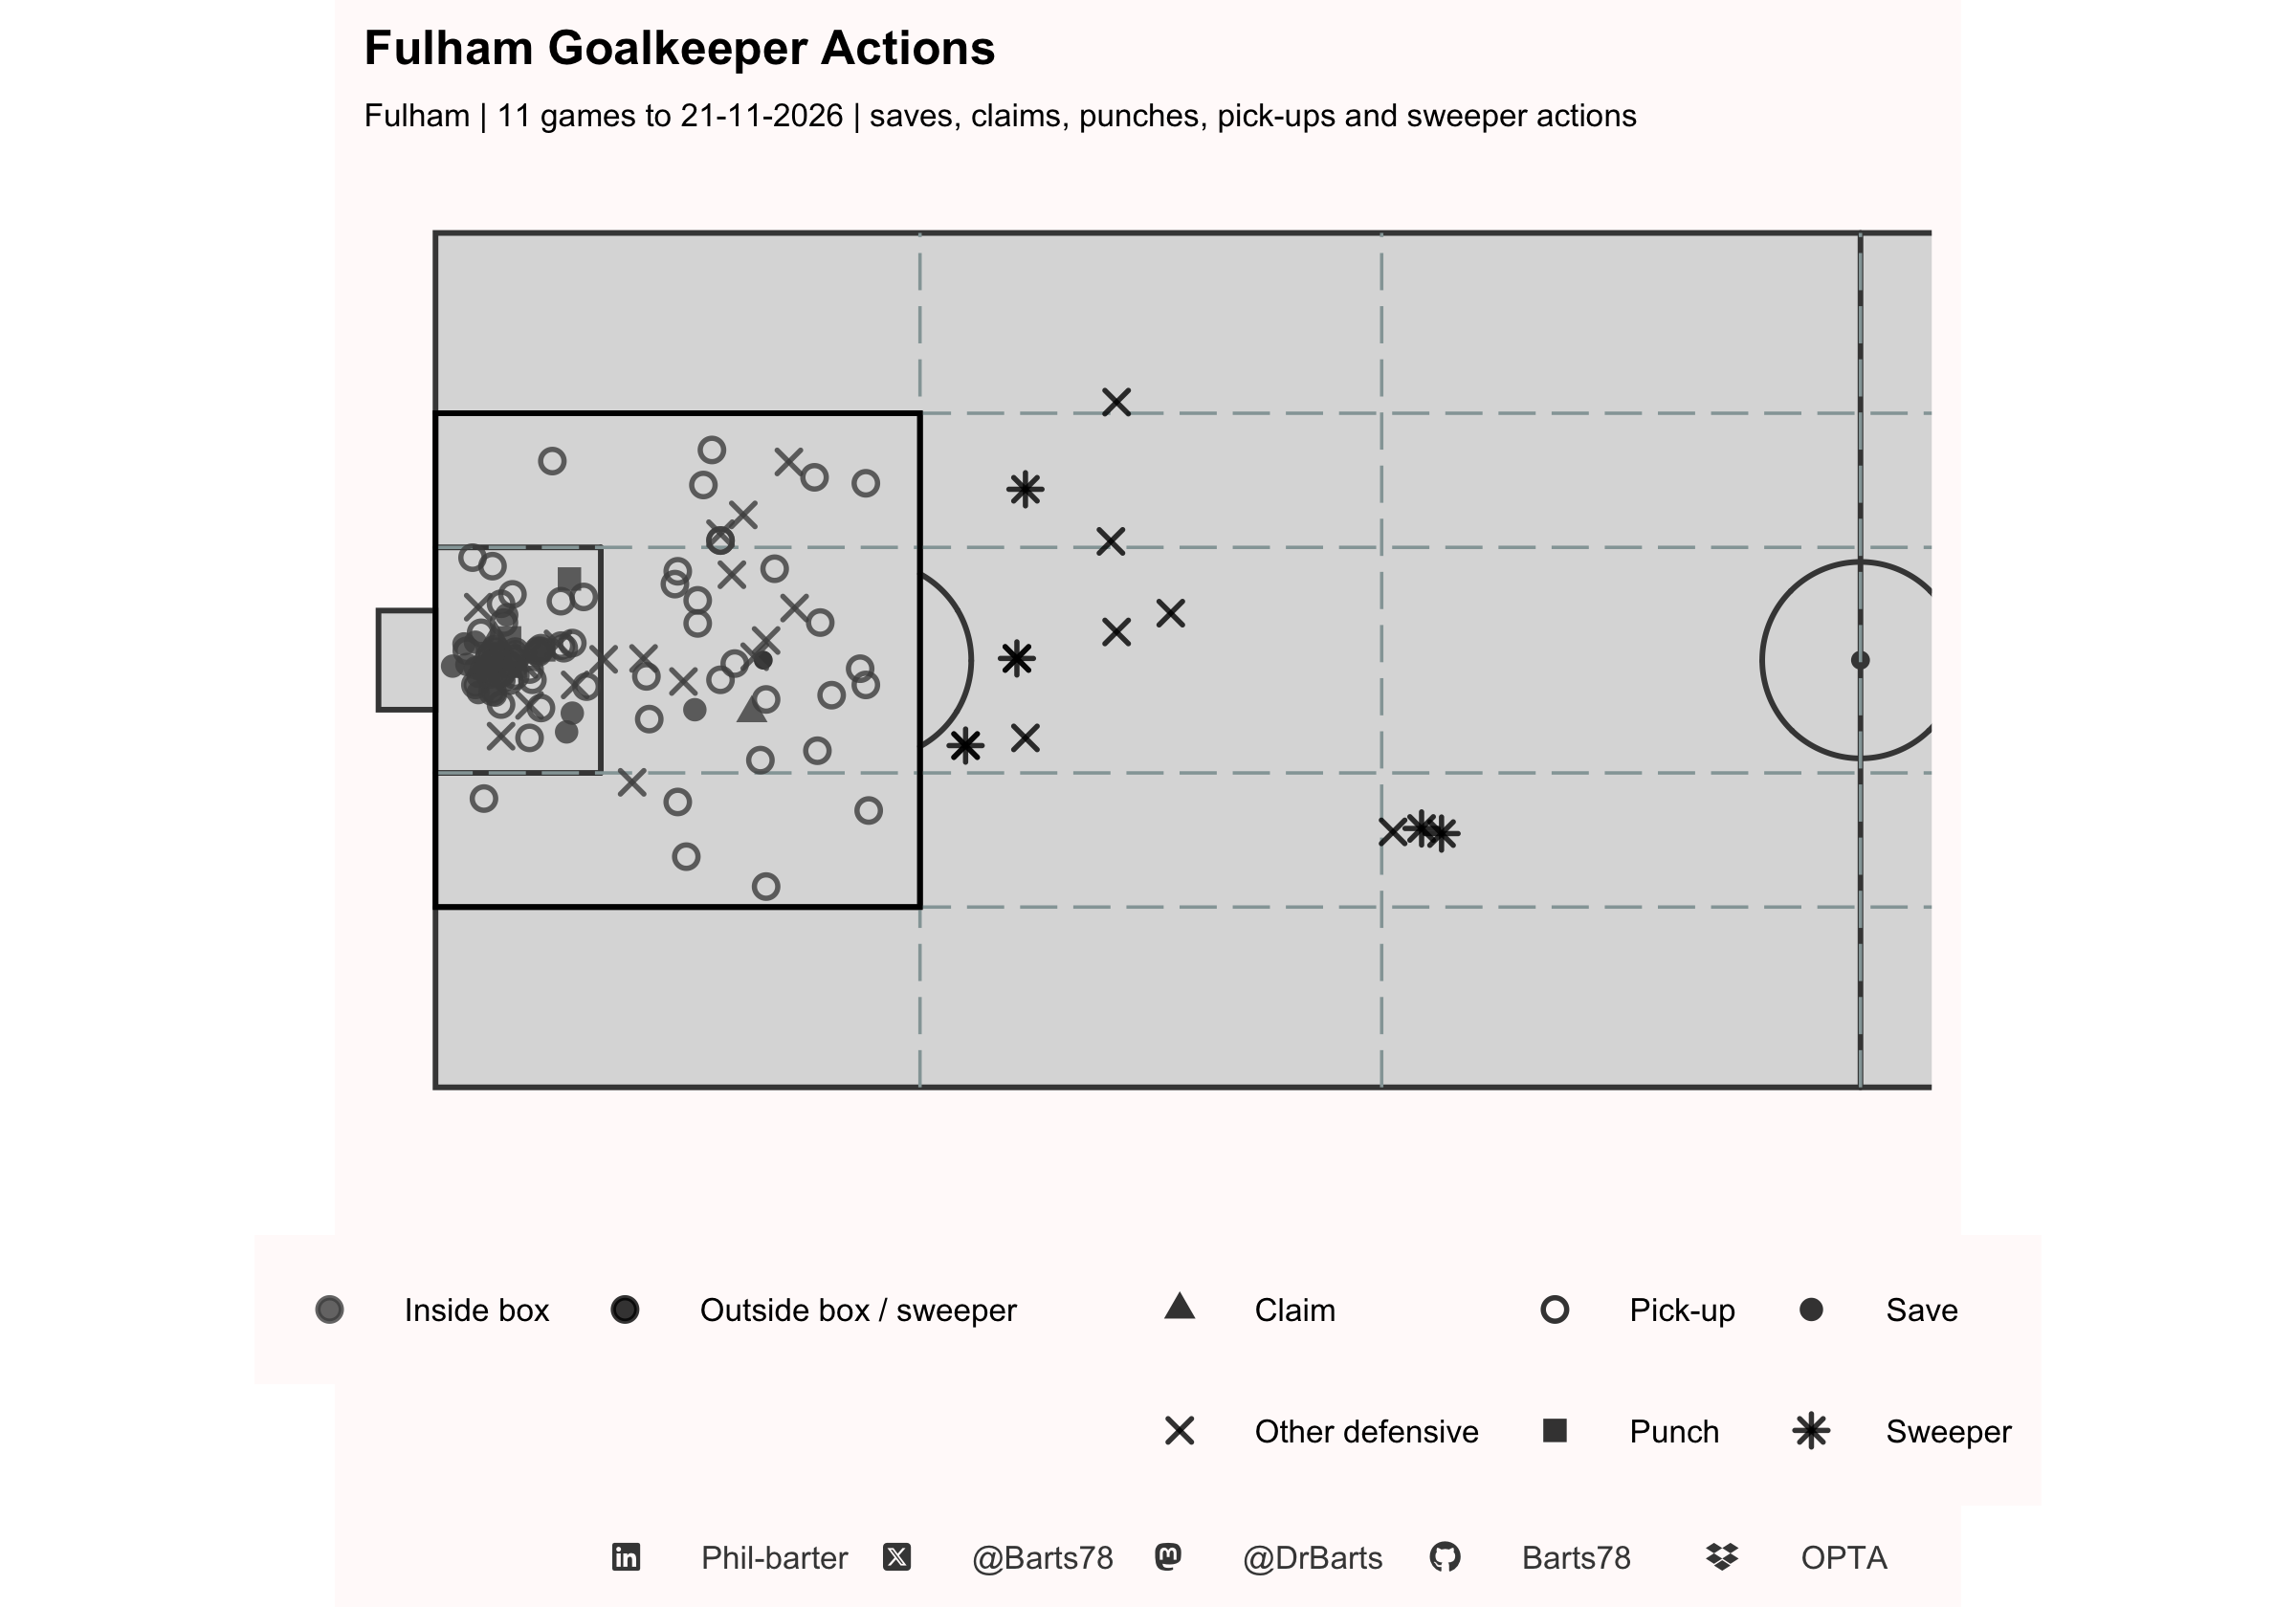 Fulham Goalkeeper Actions
Fulham | 11 games to 21-11-2026 | saves, claims, punches, pick-ups and sweeper actions
Inside box Outside box / sweeper Claim Pick-up Save
Other defensive Punch Sweeper
Phil-barter @Barts78 @DrBarts Barts78 OPTA